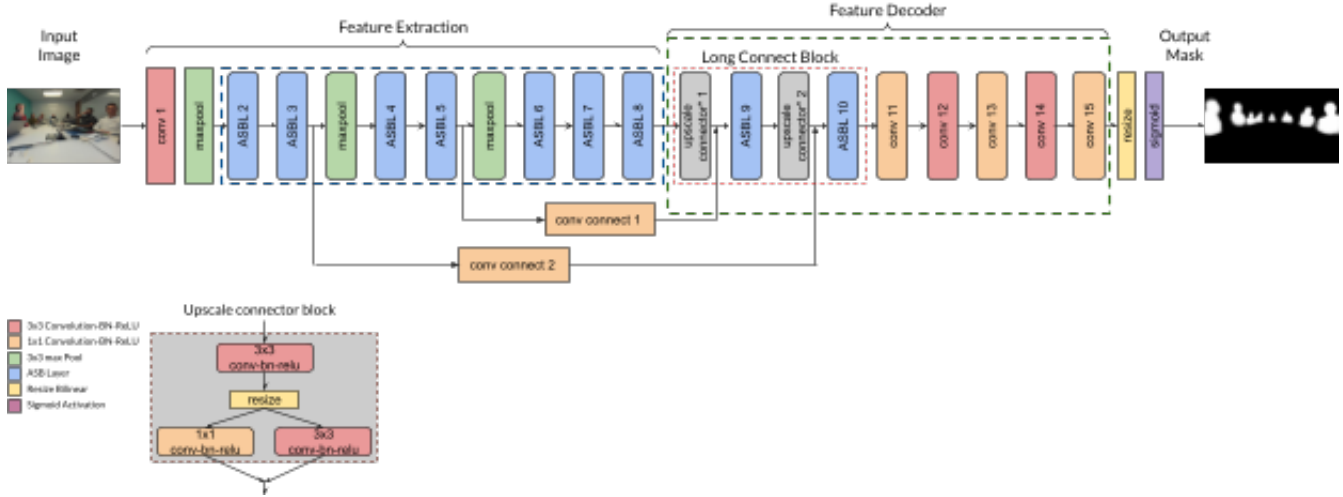 Feature Decoder
Feature Extraction
Input
Image
Output
Mask
Long Connect Block
conv 1
maxpool
ASBL 2
ASBL 3
maxpool
ASBL 4
ASBL 5
maxpool
ASBL 6
ASBL 7
ASBL 8
upscale
connector" 1
ASBL 9
upscale
connector" 2
ASBL 10
conv 11
conv 12
conv 13
conv 14
conv 15
resize
sigmoid
conv connect 1
conv connect 2
Upscale connector block
3x3 Convolution-BN-ReLU
1x1 Convolution-BN-ReLU
3x3 max Pool
ASB Layer
Resize Bilinear
Sigmoid Activation
3x3
conv-bn-relu
resize
1x1
conv-bn-relu
3x3
conv-bn-relu